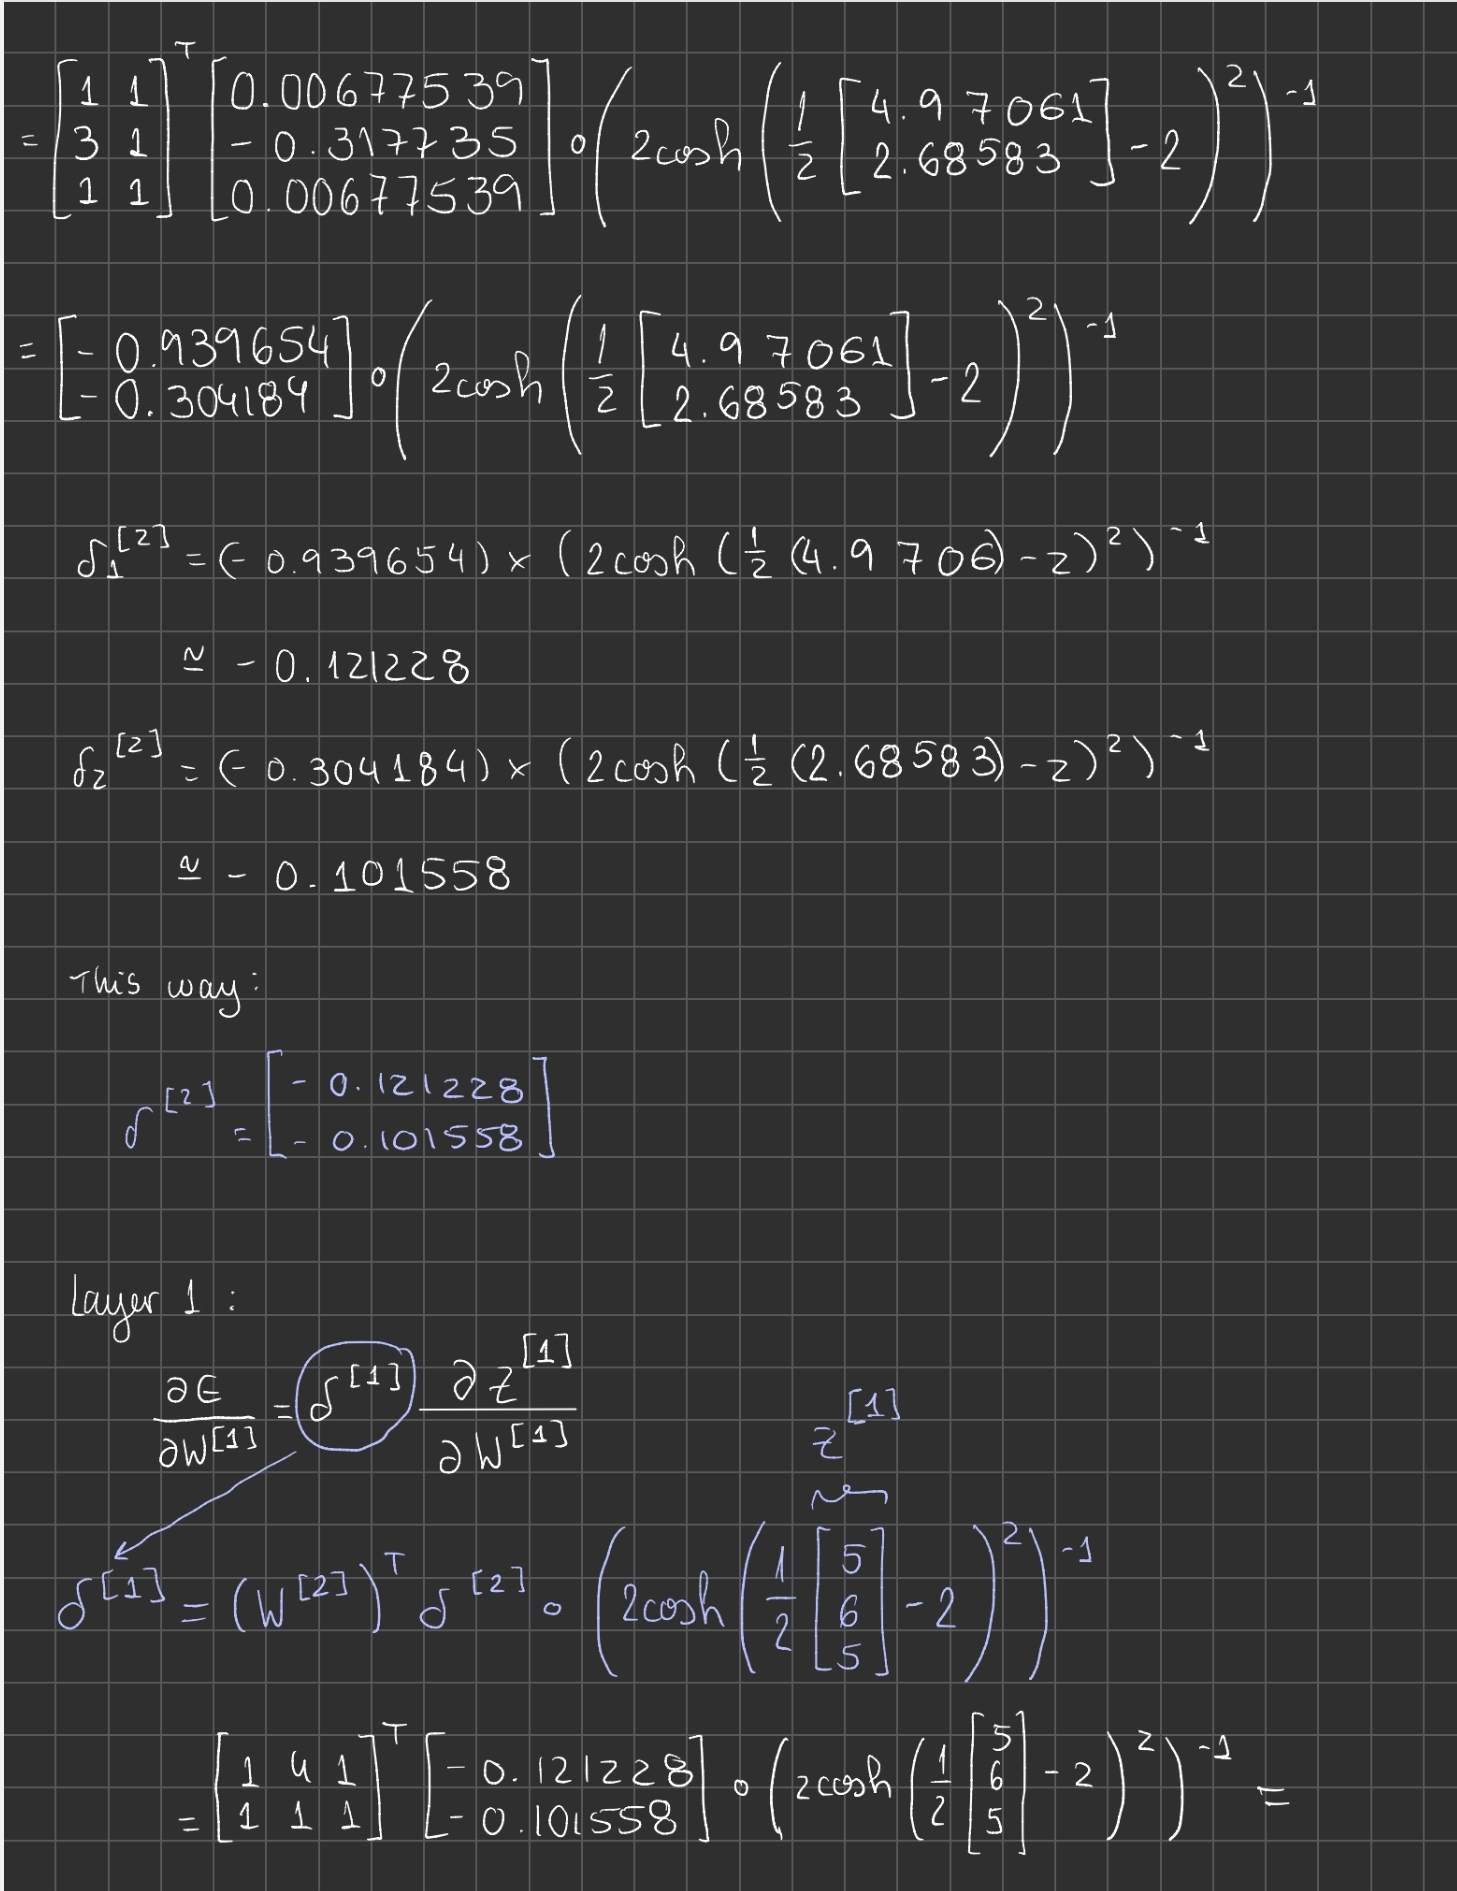 = [1 1; 3 1; 1 1]^T [0.00677539; -0.317735; 0.00677539] ∘ (2cosh(1/2 [4.97061; 2.68583] - 2)^2)^-1
= [-0.939654; -0.304184] ∘ (2cosh(1/2 [4.97061; 2.68583] - 2)^2)^-1
δ_1^[2] = (-0.939654) × (2cosh(1/2 (4.9706) - 2)^2)^-1
≃ -0.121228
δ_2^[2] = (-0.304184) × (2cosh(1/2 (2.68583) - 2)^2)^-1
≃ -0.101558
This way:
δ^[2] = [-0.121228; -0.101558]
Layer 1:
∂E/∂W^[1] = δ^[1] ∂z^[1]/∂W^[1]
z^[1]
δ^[1] = (W^[2])^T δ^[2] ∘ (2cosh(1/2 [5; 6; 5] - 2)^2)^-1
= [1 4 1; 1 1 1]^T [-0.121228; -0.101558] ∘ (2cosh(1/2 [5; 6; 5] - 2)^2)^-1 =